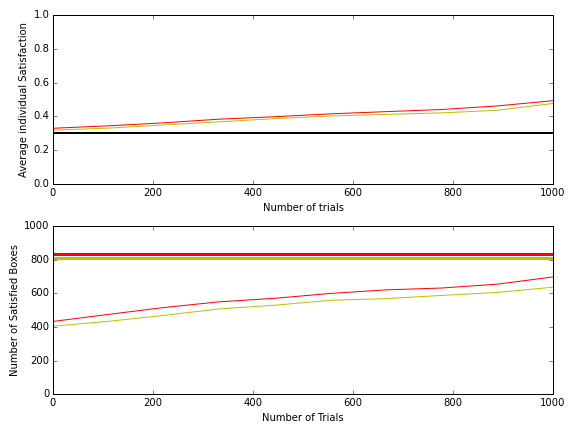 1.0
0.8
0.6
0.4
0.2
0.0
Average individual Satisfaction
0 200 400 600 800 1000
Number of trials
1000
800
600
400
200
0
Number of Satisfied Boxes
0 200 400 600 800 1000
Number of Trials